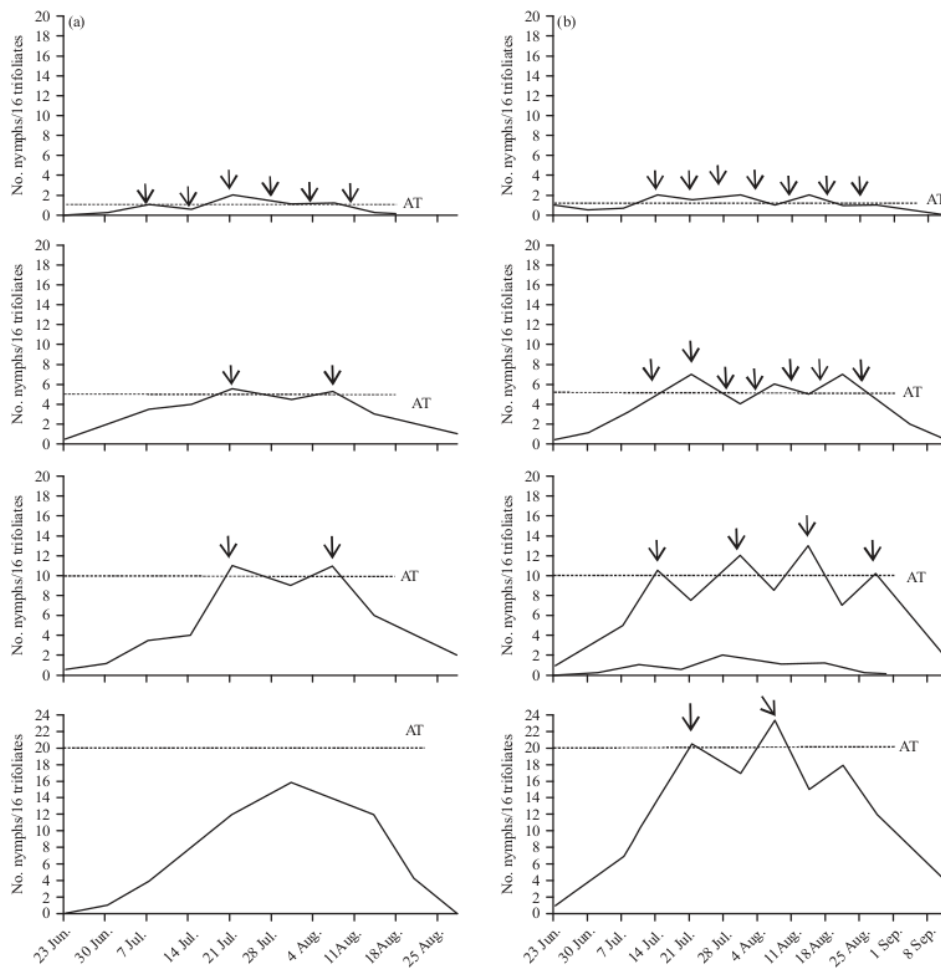 (a)
No. nymphs/16 trifoliates
20
18
16
14
12
10
8
6
4
2
0
AT
(b)
No. nymphs/16 trifoliates
20
18
16
14
12
10
8
6
4
2
0
AT
No. nymphs/16 trifoliates
20
18
16
14
12
10
8
6
4
2
0
AT
20
18
16
14
12
10
8
6
4
2
0
AT
No. nymphs/16 trifoliates
20
18
16
14
12
10
8
6
4
2
0
AT
No. nymphs/16 trifoliates
20
18
16
14
12
10
8
6
4
2
0
AT
No. nymphs/16 trifoliates
24
22
20
18
16
14
12
10
8
6
4
2
0
AT
23 Jun.
30 Jun.
7 Jul.
14 Jul.
21 Jul.
28 Jul.
4 Aug.
11Aug.
18Aug.
25 Aug.
No. nymphs/16 trifoliates
24
22
20
18
16
14
12
10
8
6
4
2
0
AT
23 Jun.
30 Jun.
7 Jul.
14 Jul.
21 Jul.
28 Jul.
4 Aug.
11 Aug.
18 Aug.
25 Aug.
1 Sep.
8 Sep.